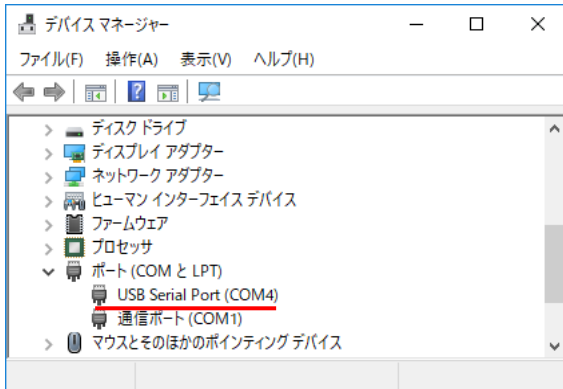 デバイス マネージャー
ファイル(F) 操作(A) 表示(V) ヘルプ(H)
ディスク ドライブ
ディスプレイ アダプター
ネットワーク アダプター
ヒューマン インターフェイス デバイス
ファームウェア
プロセッサ
ポート (COM と LPT)
USB Serial Port (COM4)
通信ポート (COM1)
マウスとそのほかのポインティング デバイス